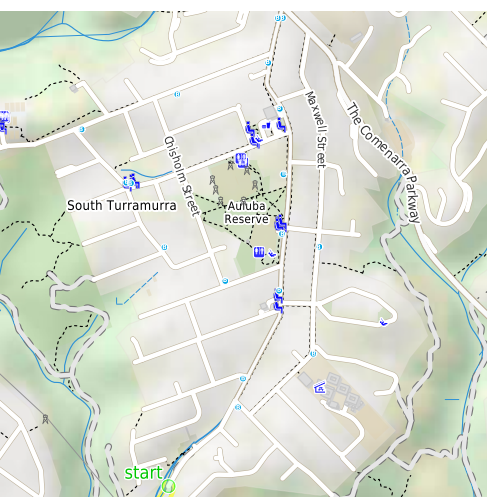 Maxwell Street
The Comenarra Parkway
Chisholm Street
South Turramurra
Auluba
Reserve
start